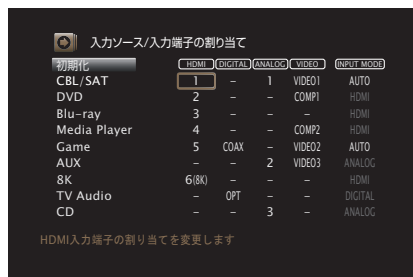 入力ソース/入力端子の割り当て
初期化 HDMI DIGITAL ANALOG VIDEO INPUT MODE
CBL/SAT 1 – 1 VIDEO1 AUTO
DVD 2 – – COMP1 HDMI
Blu-ray 3 – – – HDMI
Media Player 4 – – COMP2 HDMI
Game 5 COAX – VIDEO2 AUTO
AUX – – 2 VIDEO3 ANALOG
8K 6(8K) – – – HDMI
TV Audio – OPT – – DIGITAL
CD – – 3 – ANALOG
HDMI入力端子の割り当てを変更します